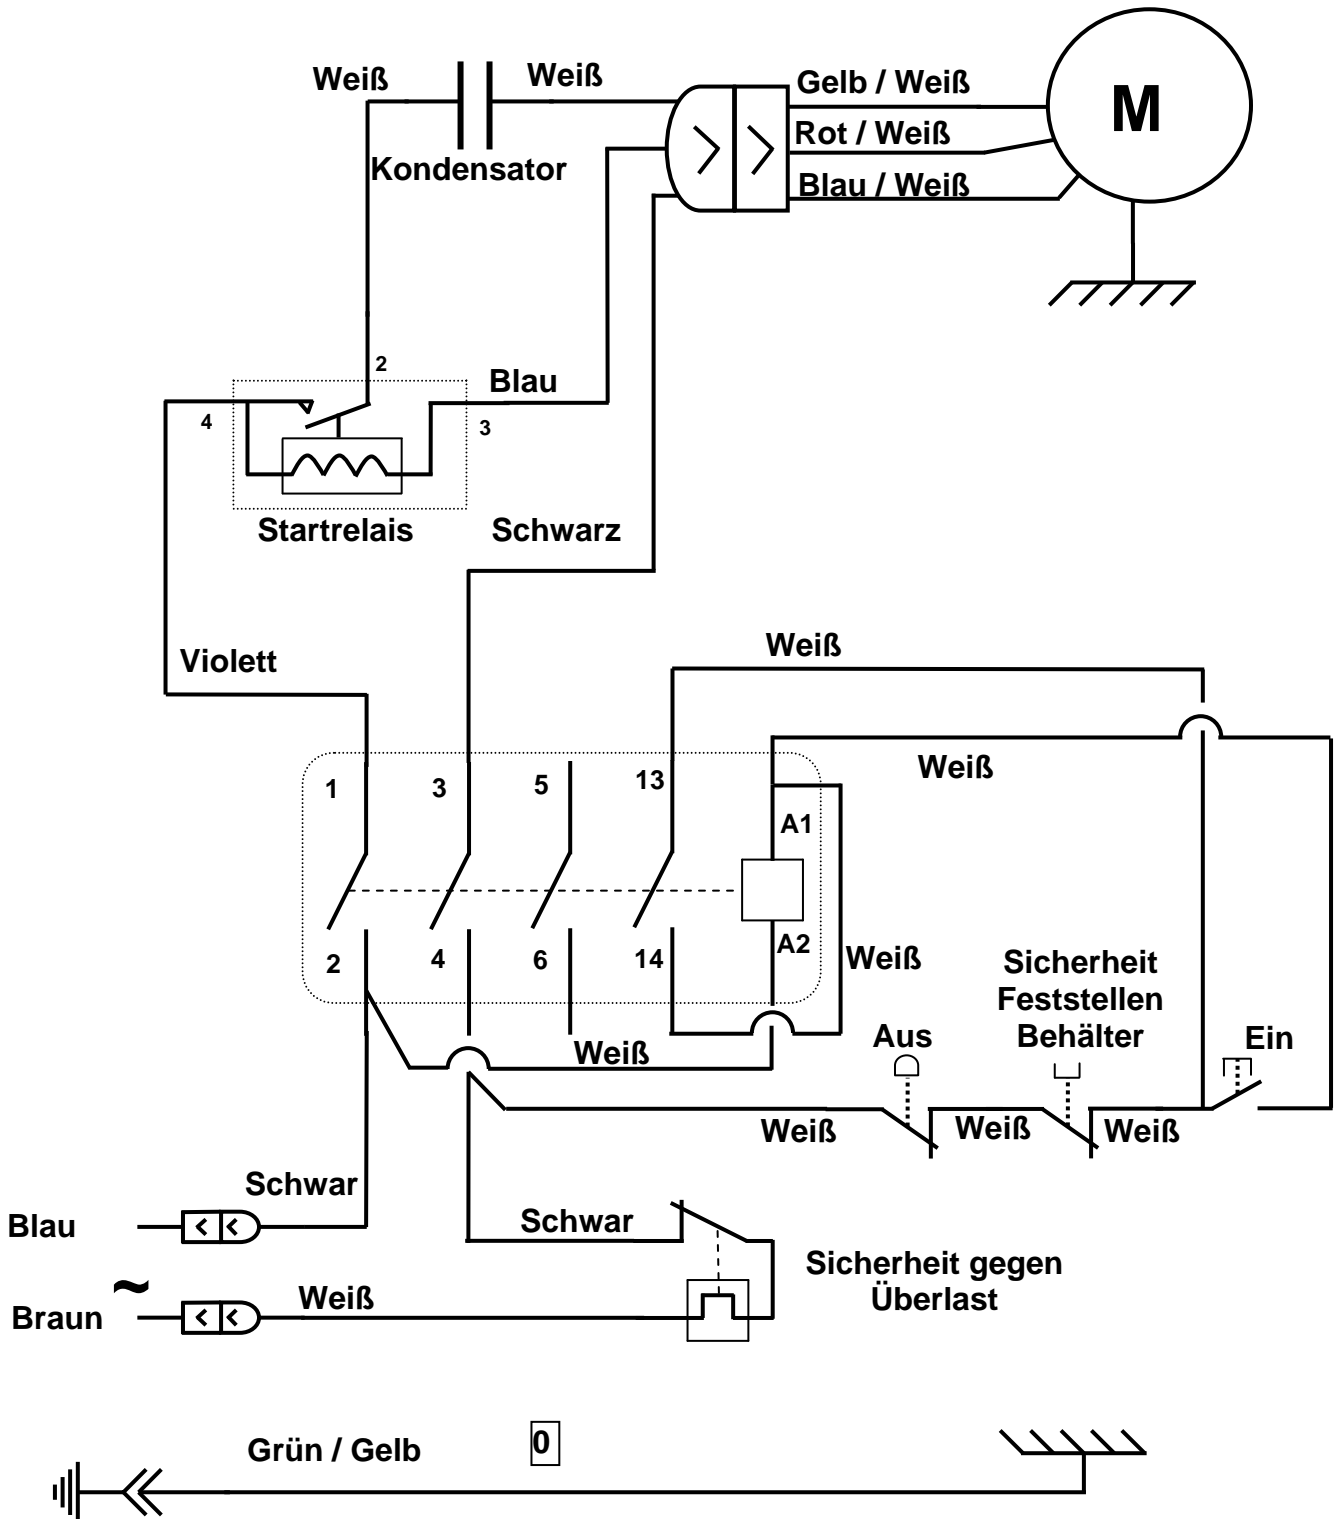 Weiß
Weiß
Gelb / Weiß
M
Rot / Weiß
Kondensator
Blau / Weiß
2
Blau
4
3
Startrelais
Schwarz
Weiß
Violett
Weiß
1
3
5
13
A1
2
4
6
14
A2
Weiß
Sicherheit
Feststellen
Behälter
Aus
Ein
Weiß
Weiß
Weiß
Weiß
Schwar
Blau
Schwar
Sicherheit gegen
Überlast
~
Weiß
Braun
Grün / Gelb
0